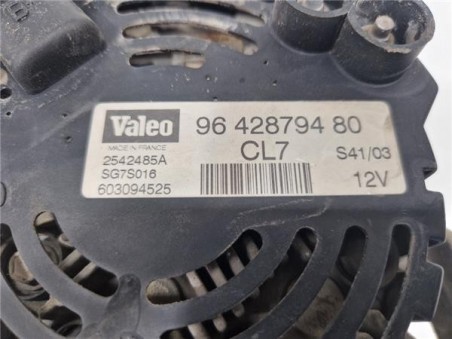 Valeo 96 428794 80
MADE IN FRANCE CL7 S41/03
2542485A
SG7S016 12V
603094525